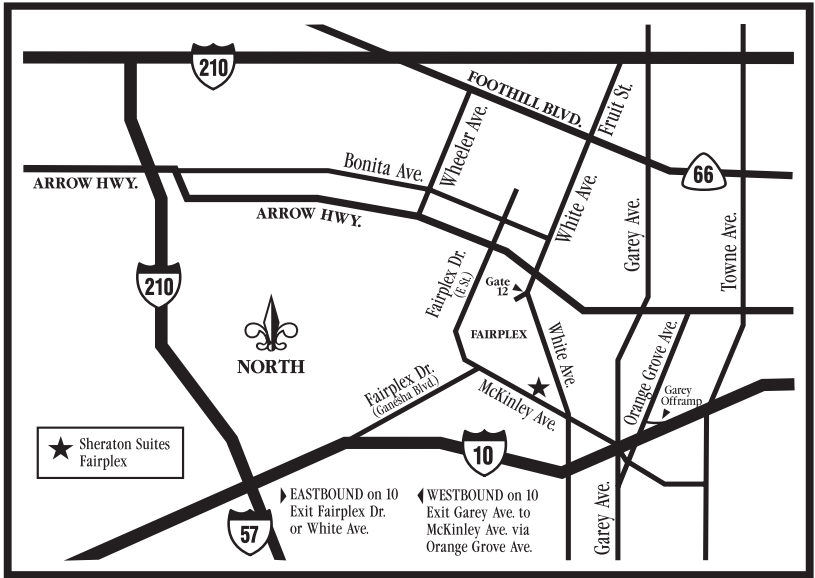 210
FOOTHILL BLVD.
Fruit St.
Wheeler Ave.
Bonita Ave.
66
ARROW HWY.
ARROW HWY.
White Ave.
Garey Ave.
Towne Ave.
Fairplex Dr.
(E St.)
Gate
12
210
FAIRPLEX
NORTH
White Ave.
Orange Grove Ave.
Fairplex Dr.
(Ganesha Blvd.)
McKinley Ave.
Garey
Offramp
Sheraton Suites
Fairplex
10
57
EASTBOUND on 10
Exit Fairplex Dr.
or White Ave.
WESTBOUND on 10
Exit Garey Ave. to
McKinley Ave. via
Orange Grove Ave.
Garey Ave.